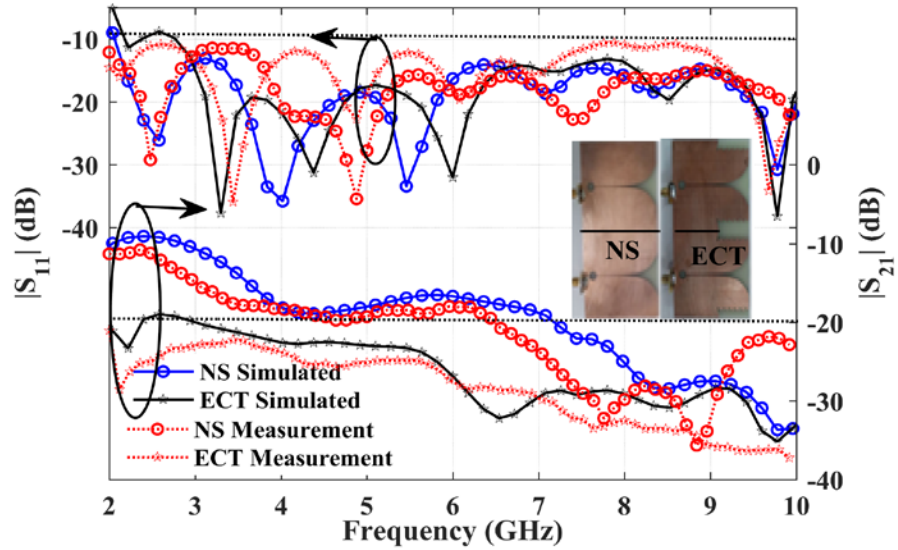 |S11| (dB)
-10
-20
-30
-40
0
-10
-20
-30
-40
|S21| (dB)
NS
ECT
NS Simulated
ECT Simulated
NS Measurement
ECT Measurement
2
3
4
5
6
7
8
9
10
Frequency (GHz)